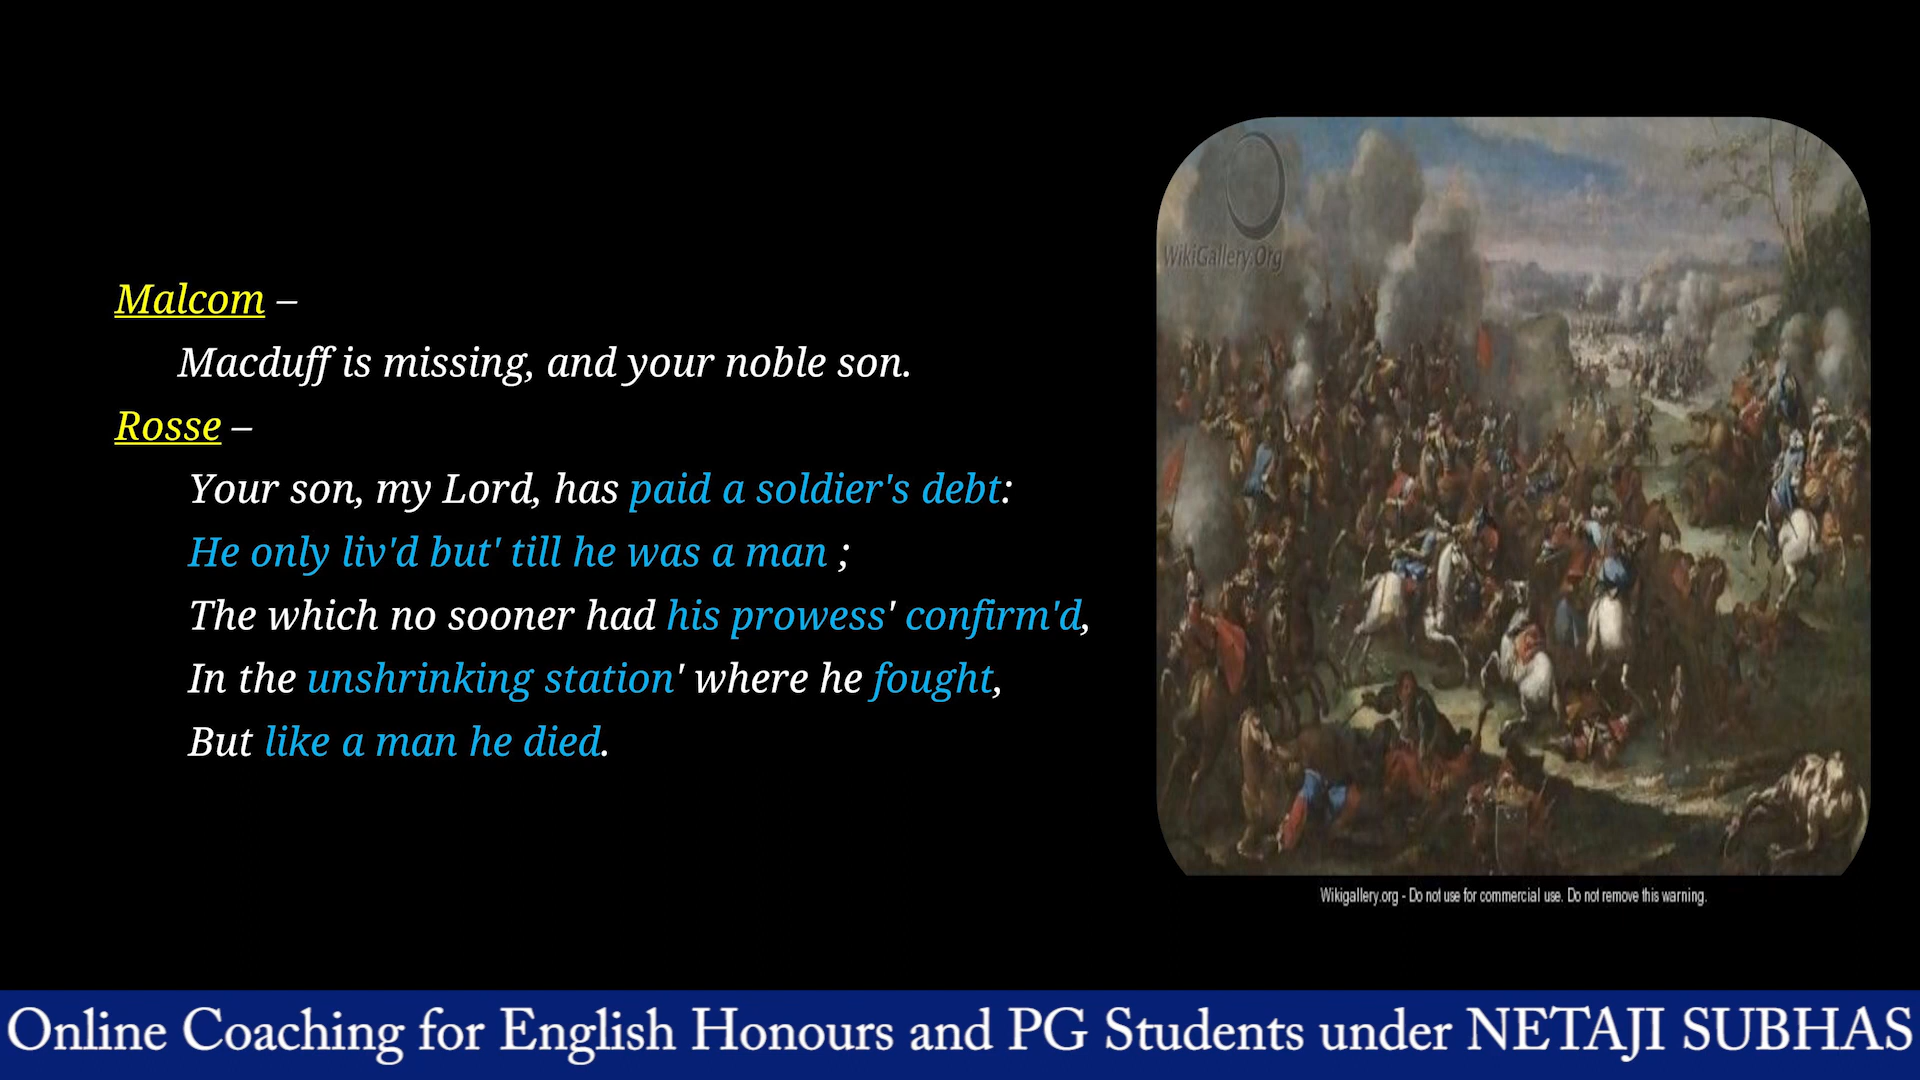 Malcom –
Macduff is missing, and your noble son.
Rosse –
Your son, my Lord, has paid a soldier's debt:
He only liv'd but' till he was a man ;
The which no sooner had his prowess' confirm'd,
In the unshrinking station' where he fought,
But like a man he died.
WikiGallery.Org
Wikigallery.org - Do not use for commercial use. Do not remove this warning.
Online Coaching for English Honours and PG Students under NETAJI SUBHAS